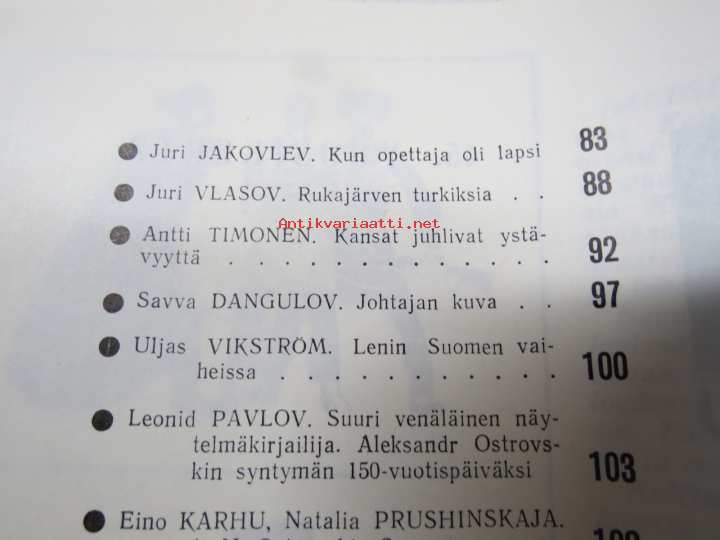 ● Juri JAKOVLEV. Kun opettaja oli lapsi 83
● Juri VLASOV. Rukajärven turkiksia . . 88
Antikvariaatti.net
● Antti TIMONEN. Kansat juhlivat ystä-
vyyttä . . . . . . . . . . . . . 92
● Savva DANGULOV. Johtajan kuva . . 97
● Uljas VIKSTRÖM. Lenin Suomen vai-
heissa . . . . . . . . . . . 100
● Leonid PAVLOV. Suuri venäläinen näy-
telmäkirjailija. Aleksandr Ostrovs-
kin syntymän 150-vuotispäiväksi 103
● Eino KARHU, Natalia PRUSHINSKAJA.